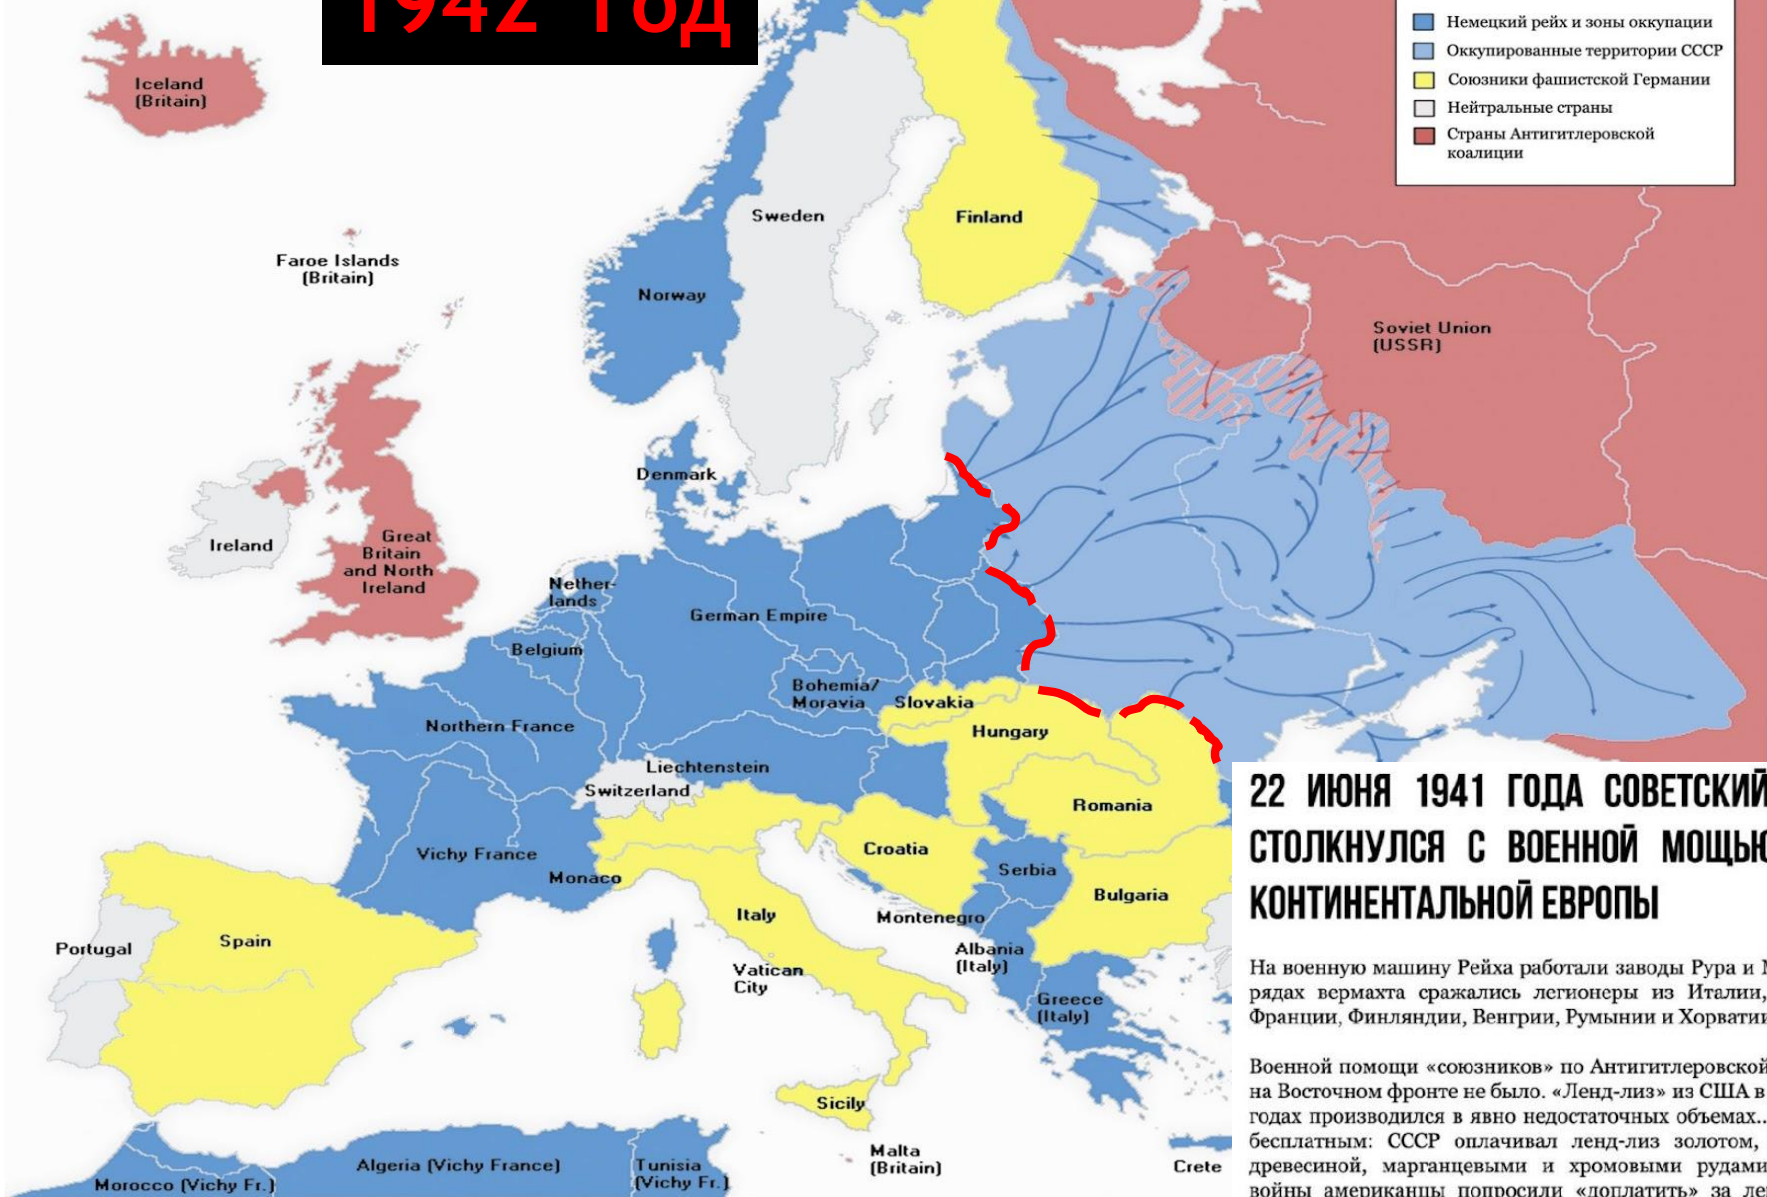 1942 год
Немецкий рейх и зоны оккупации
Оккупированные территории СССР
Союзники фашистской Германии
Нейтральные страны
Страны Антигитлеровской
коалиции
Iceland
(Britain)
Faroe Islands
(Britain)
Sweden
Finland
Norway
Soviet Union
(USSR)
Denmark
Ireland
Great
Britain
and North
Ireland
Nether-
lands
German Empire
Belgium
Bohemia/
Moravia
Slovakia
Northern France
Hungary
Liechtenstein
Switzerland
Romania
Vichy France
Monaco
Croatia
Serbia
Bulgaria
Italy
Montenegro
Portugal
Spain
Albania
(Italy)
Vatican
City
Greece
(Italy)
Sicily
Malta
(Britain)
Crete
Algeria (Vichy France)
Tunisia
(Vichy Fr.)
Morocco (Vichy Fr.)
22 ИЮНЯ 1941 ГОДА СОВЕТСКИЙ
СТОЛКНУЛСЯ С ВОЕННОЙ МОЩЬЮ
КОНТИНЕНТАЛЬНОЙ ЕВРОПЫ
На военную машину Рейха работали заводы Рура и
рядах вермахта сражались легионеры из Италии,
Франции, Финляндии, Венгрии, Румынии и Хорватии
Военной помощи «союзников» по Антигитлеровской
на Восточном фронте не было. «Ленд-лиз» из США в
годах производился в явно недостаточных объемах..
бесплатным: СССР оплачивал ленд-лиз золотом,
древесиной, марганцевыми и хромовыми рудами
войны американцы попросили «доплатить» за